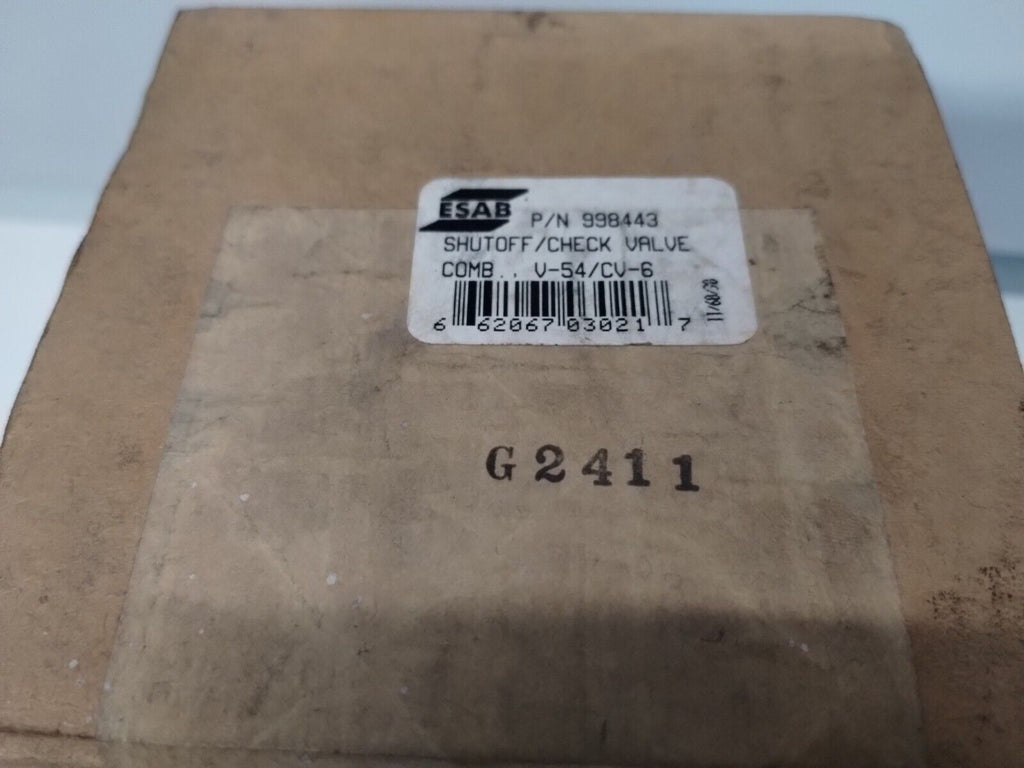 ESAB P/N 998443
SHUTOFF/CHECK VALVE
COMB.. V-54/CV-6
6 62067 03021 7
G2411